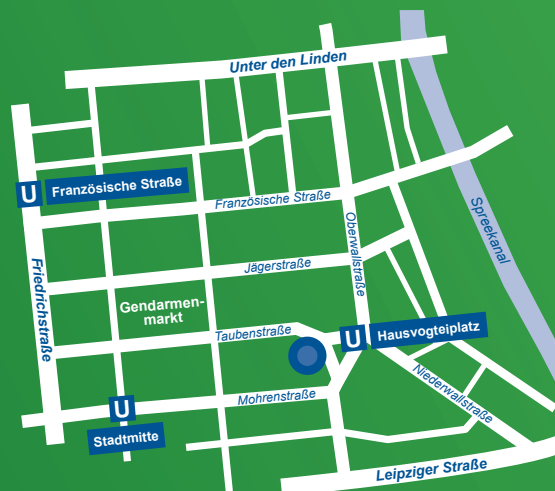 Unter den Linden
U
Französische Straße
Französische Straße
Oberwallstraße
Spreekanal
Friedrichstraße
Jägerstraße
Gendarmen-
markt
Taubenstraße
U
Hausvogteiplatz
Mohrenstraße
Niederwallstraße
U
Stadtmitte
Leipziger Straße